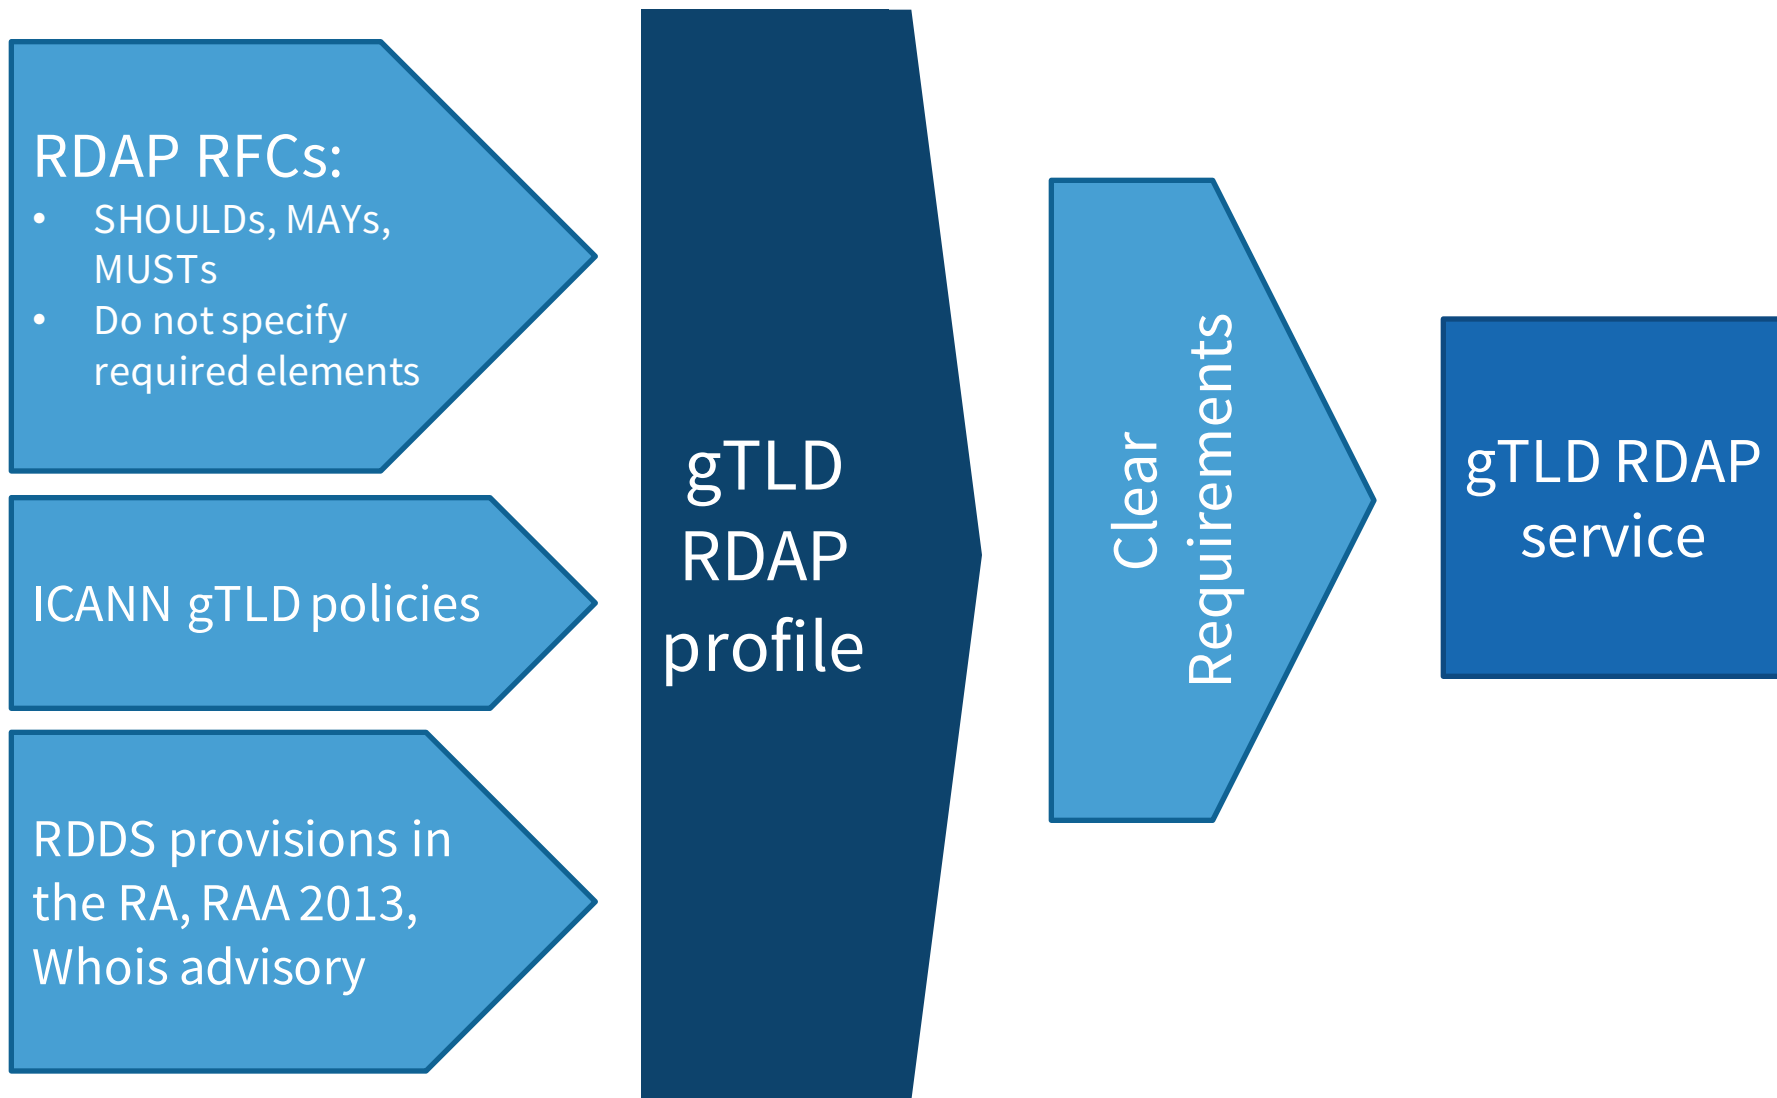 RDAP RFCs:
• SHOULDs, MAYs,
MUSTs
• Do not specify
required elements
ICANN gTLD policies
RDDS provisions in
the RA, RAA 2013,
Whois advisory
gTLD
RDAP
profile
Clear
Requirements
gTLD RDAP
service